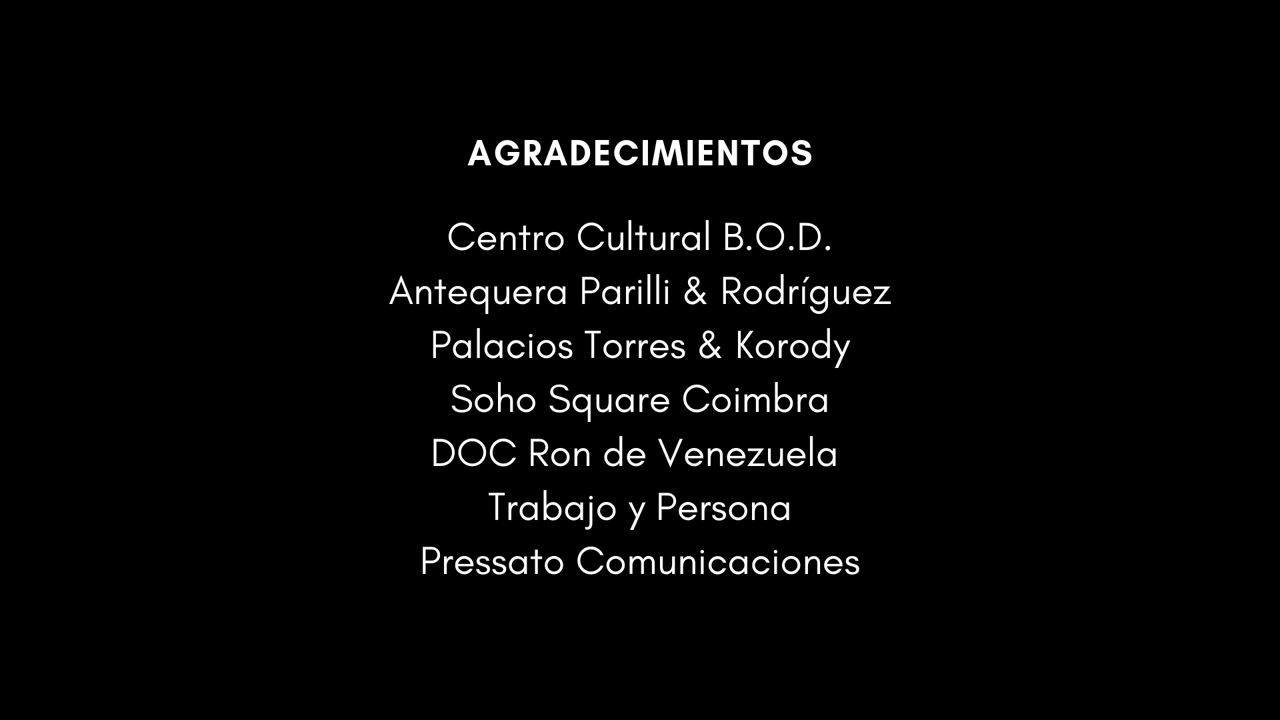 AGRADECIMIENTOS
Centro Cultural B.O.D.
Antequera Parilli & Rodríguez
Palacios Torres & Korody
Soho Square Coimbra
DOC Ron de Venezuela
Trabajo y Persona
Pressato Comunicaciones